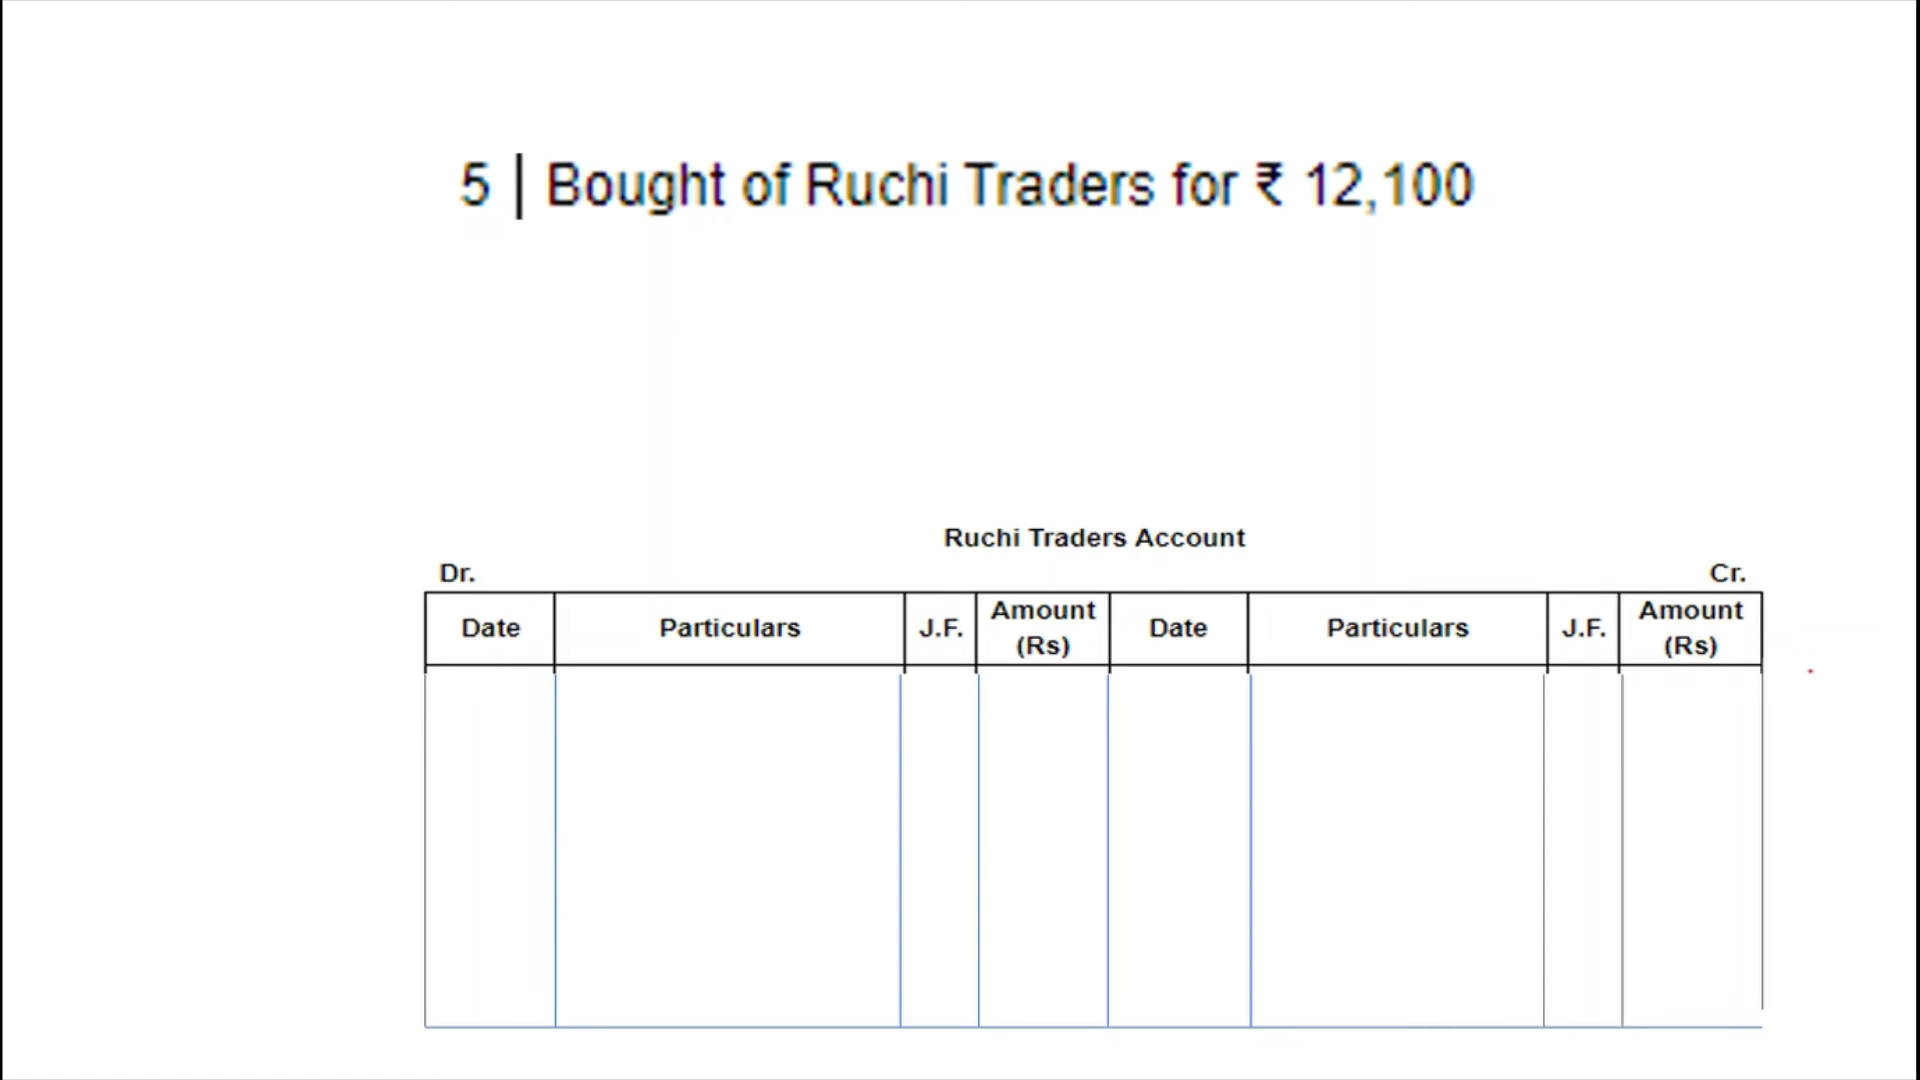 5 | Bought of Ruchi Traders for ₹ 12,100
Ruchi Traders Account
Dr. Cr.
Date Particulars J.F. Amount (Rs) Date Particulars J.F. Amount (Rs)